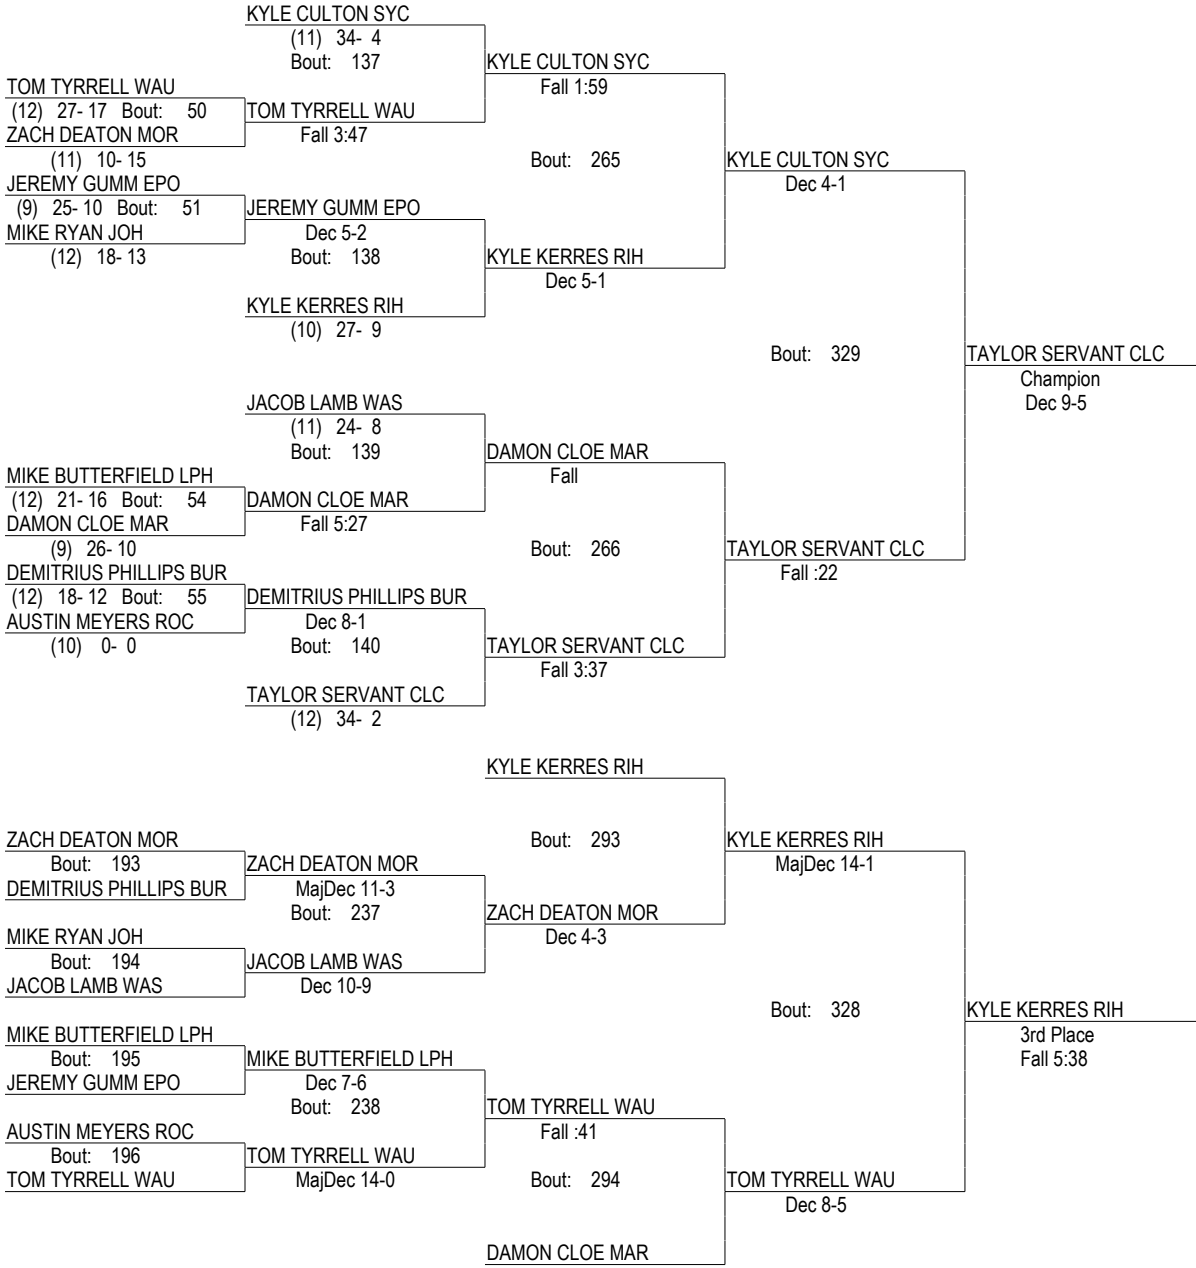 KYLE CULTON SYC
(11) 34- 4
Bout: 137
KYLE CULTON SYC
Fall 1:59
TOM TYRRELL WAU
(12) 27- 17 Bout: 50
TOM TYRRELL WAU
Fall 3:47
ZACH DEATON MOR
(11) 10- 15
Bout: 265
KYLE CULTON SYC
Dec 4-1
JEREMY GUMM EPO
(9) 25- 10 Bout: 51
JEREMY GUMM EPO
Dec 5-2
MIKE RYAN JOH
(12) 18- 13
Bout: 138
KYLE KERRES RIH
Dec 5-1
KYLE KERRES RIH
(10) 27- 9
Bout: 329
TAYLOR SERVANT CLC
Champion
Dec 9-5
JACOB LAMB WAS
(11) 24- 8
Bout: 139
DAMON CLOE MAR
Fall
MIKE BUTTERFIELD LPH
(12) 21- 16 Bout: 54
DAMON CLOE MAR
Fall 5:27
DAMON CLOE MAR
(9) 26- 10
Bout: 266
TAYLOR SERVANT CLC
Fall :22
DEMITRIUS PHILLIPS BUR
(12) 18- 12 Bout: 55
DEMITRIUS PHILLIPS BUR
Dec 8-1
AUSTIN MEYERS ROC
(10) 0- 0
Bout: 140
TAYLOR SERVANT CLC
Fall 3:37
TAYLOR SERVANT CLC
(12) 34- 2
KYLE KERRES RIH
Bout: 293
KYLE KERRES RIH
MajDec 14-1
ZACH DEATON MOR
Bout: 193
ZACH DEATON MOR
MajDec 11-3
DEMITRIUS PHILLIPS BUR
Bout: 237
ZACH DEATON MOR
Dec 4-3
MIKE RYAN JOH
Bout: 194
JACOB LAMB WAS
Dec 10-9
JACOB LAMB WAS
Bout: 328
KYLE KERRES RIH
3rd Place
Fall 5:38
MIKE BUTTERFIELD LPH
Bout: 195
MIKE BUTTERFIELD LPH
Dec 7-6
JEREMY GUMM EPO
Bout: 238
TOM TYRRELL WAU
Fall :41
AUSTIN MEYERS ROC
Bout: 196
TOM TYRRELL WAU
MajDec 14-0
TOM TYRRELL WAU
Bout: 294
TOM TYRRELL WAU
Dec 8-5
DAMON CLOE MAR